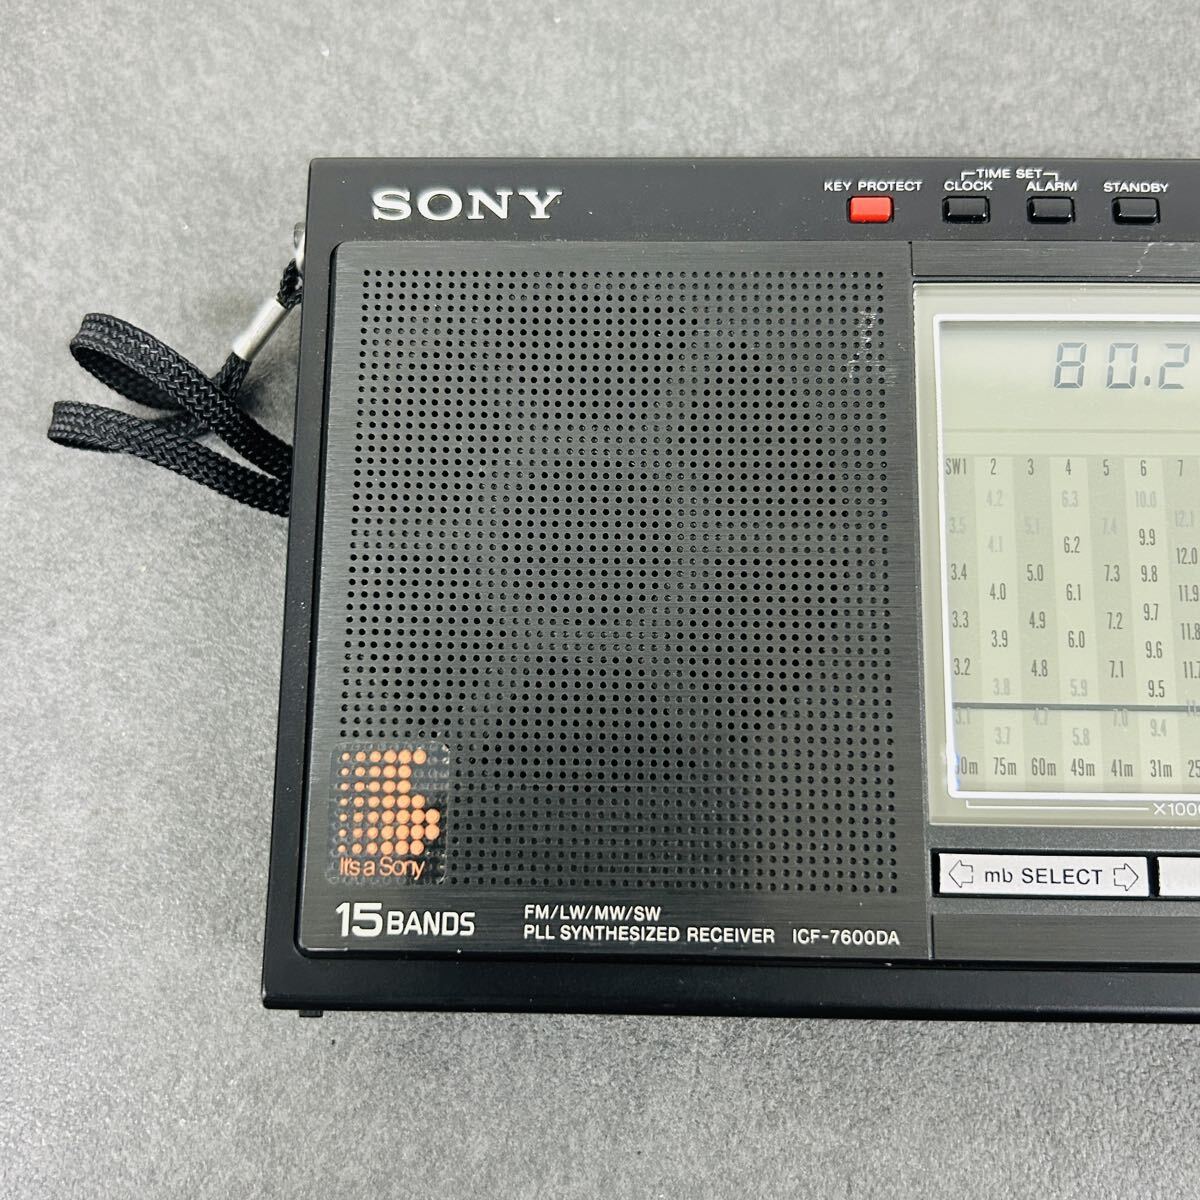 SONY
KEY PROTECT
TIME SET
CLOCK ALARM STANDBY
80.2
SW1 2 3 4 5 6 7
4.2 6.3 10.0
3.5 5.1 7.4 12.1
4.1 6.2 9.9 12.0
3.4 5.0 7.3 9.8
4.0 6.1 11.9
3.3 4.9 7.2 9.7
3.9 6.0 11.8
3.2 4.8 7.1 9.6 11.7
3.8 5.9 9.5
3.1 4.7 7.0 9.4
3.7 5.8
75m 60m 49m 41m 31m 25
X1000
mb SELECT
It's a Sony
15 BANDS
FM/LW/MW/SW
PLL SYNTHESIZED RECEIVER ICF-7600DA